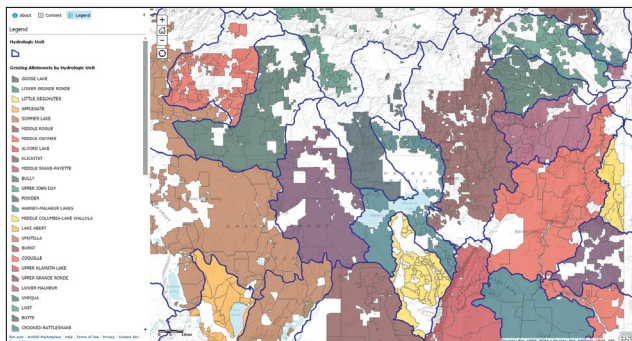 About
Content
Legend
Legend
Hydrologic Unit
Grazing Allotments by Hydrologic Unit
GOOSE LAKE
LOWER GRANDE RONDE
LITTLE DESCHUTES
APPLEGATE
SUMMER LAKE
MIDDLE ROGUE
MIDDLE OWYHEE
ALVORD LAKE
KLICKITAT
MIDDLE SNAKE-PAYETTE
BULLY
UPPER JOHN DAY
POWDER
HARNEY-MALHEUR LAKES
MIDDLE COLUMBIA-LAKE WALLULA
LAKE ABERT
UMATILLA
BURNT
COQUILLE
UPPER KLAMATH LAKE
UPPER GRANDE RONDE
LOWER MALHEUR
UMPQUA
LOST
BUTTE
CROOKED-RATTLESNAKE
Esri.com
ArcGIS Marketplace
Help
Terms of Use
Privacy
Contact Esri